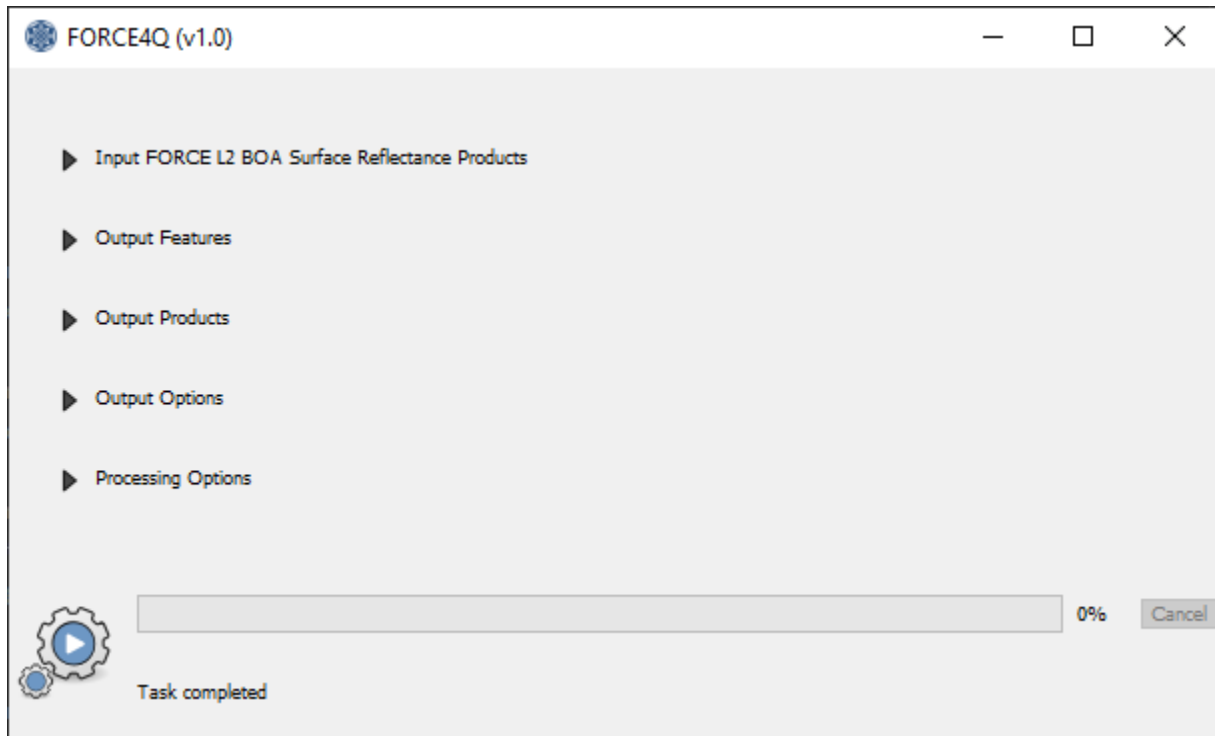 FORCE4Q (v1.0)
Input FORCE L2 BOA Surface Reflectance Products
Output Features
Output Products
Output Options
Processing Options
0%
Cancel
Task completed